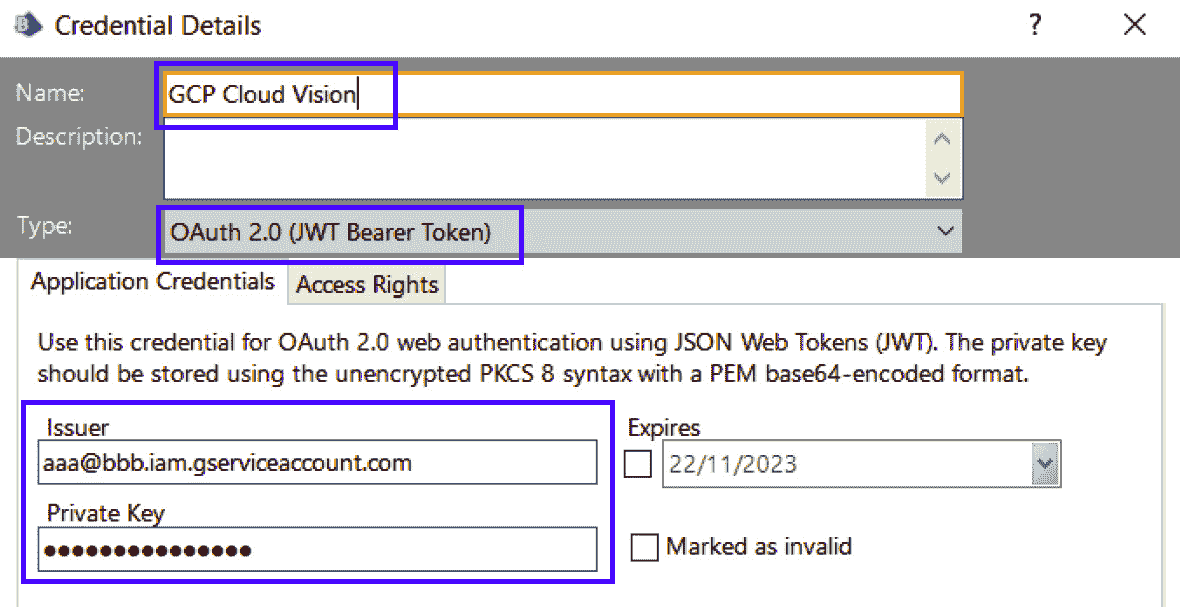 Credential Details
?
Name:
GCP Cloud Vision
Description:
Type:
OAuth 2.0 (JWT Bearer Token)
Application Credentials
Access Rights
Use this credential for OAuth 2.0 web authentication using JSON Web Tokens (JWT). The private key
should be stored using the unencrypted PKCS 8 syntax with a PEM base64-encoded format.
Issuer
aaa@bbb.iam.gserviceaccount.com
Expires
22/11/2023
Private Key
●●●●●●●●●●●●●●●
Marked as invalid